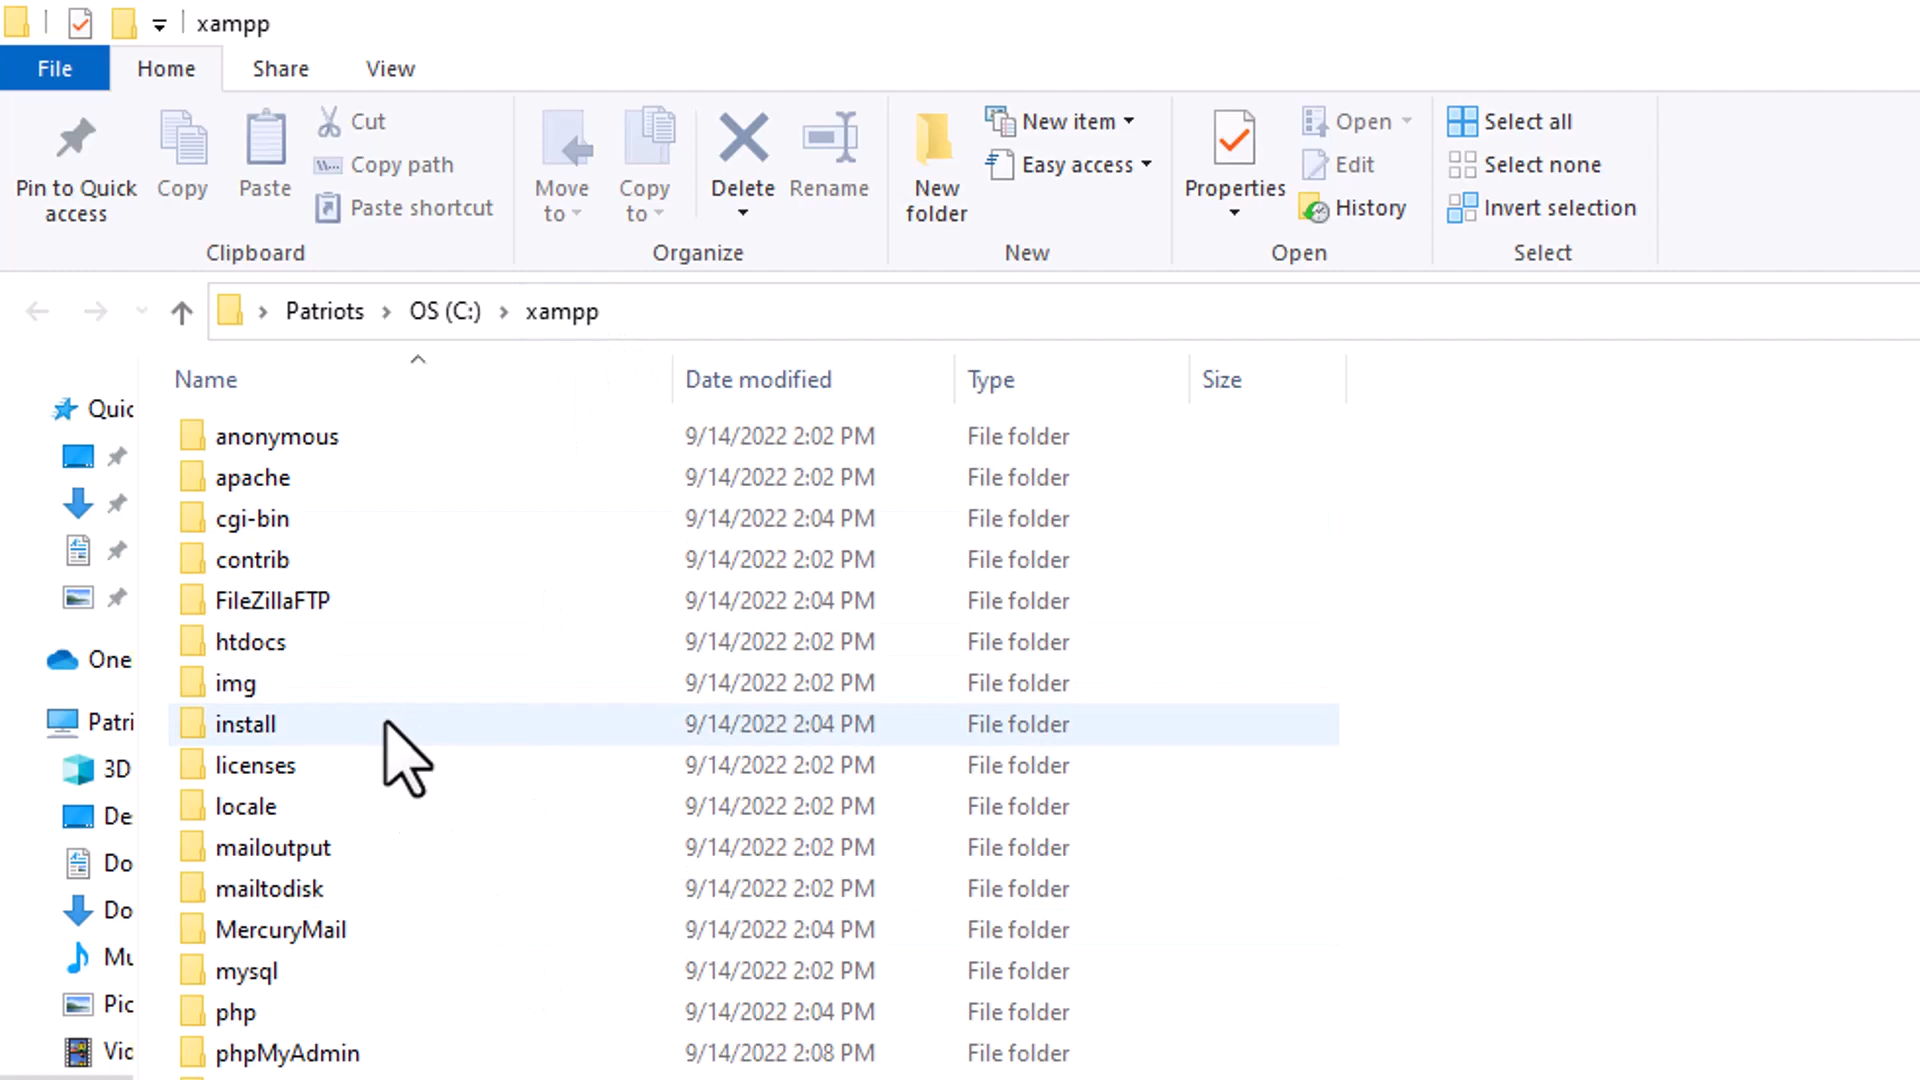 xampp
File Home Share View
Pin to Quick access
Copy
Paste
Cut
Copy path
Paste shortcut
Clipboard
Move to
Copy to
Delete
Rename
Organize
New folder
New item
Easy access
New
Properties
Open
Edit
History
Open
Select all
Select none
Invert selection
Select
Patriots > OS (C:) > xampp
Name Date modified Type Size
Quic
One
Patri
3D
De
Do
Do
Mu
Pic
Vic
anonymous 9/14/2022 2:02 PM File folder
apache 9/14/2022 2:02 PM File folder
cgi-bin 9/14/2022 2:04 PM File folder
contrib 9/14/2022 2:02 PM File folder
FileZillaFTP 9/14/2022 2:04 PM File folder
htdocs 9/14/2022 2:02 PM File folder
img 9/14/2022 2:02 PM File folder
install 9/14/2022 2:04 PM File folder
licenses 9/14/2022 2:02 PM File folder
locale 9/14/2022 2:02 PM File folder
mailoutput 9/14/2022 2:02 PM File folder
mailtodisk 9/14/2022 2:02 PM File folder
MercuryMail 9/14/2022 2:04 PM File folder
mysql 9/14/2022 2:02 PM File folder
php 9/14/2022 2:04 PM File folder
phpMyAdmin 9/14/2022 2:08 PM File folder